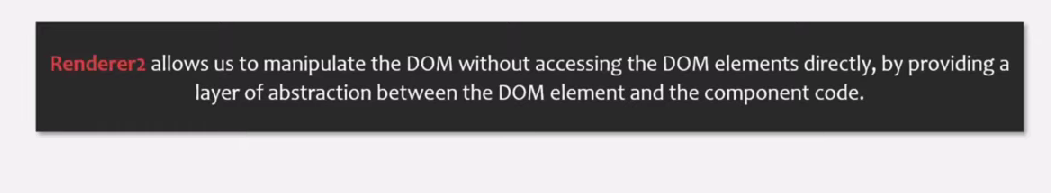 Renderer2 allows us to manipulate the DOM without accessing the DOM elements directly, by providing a
layer of abstraction between the DOM element and the component code.